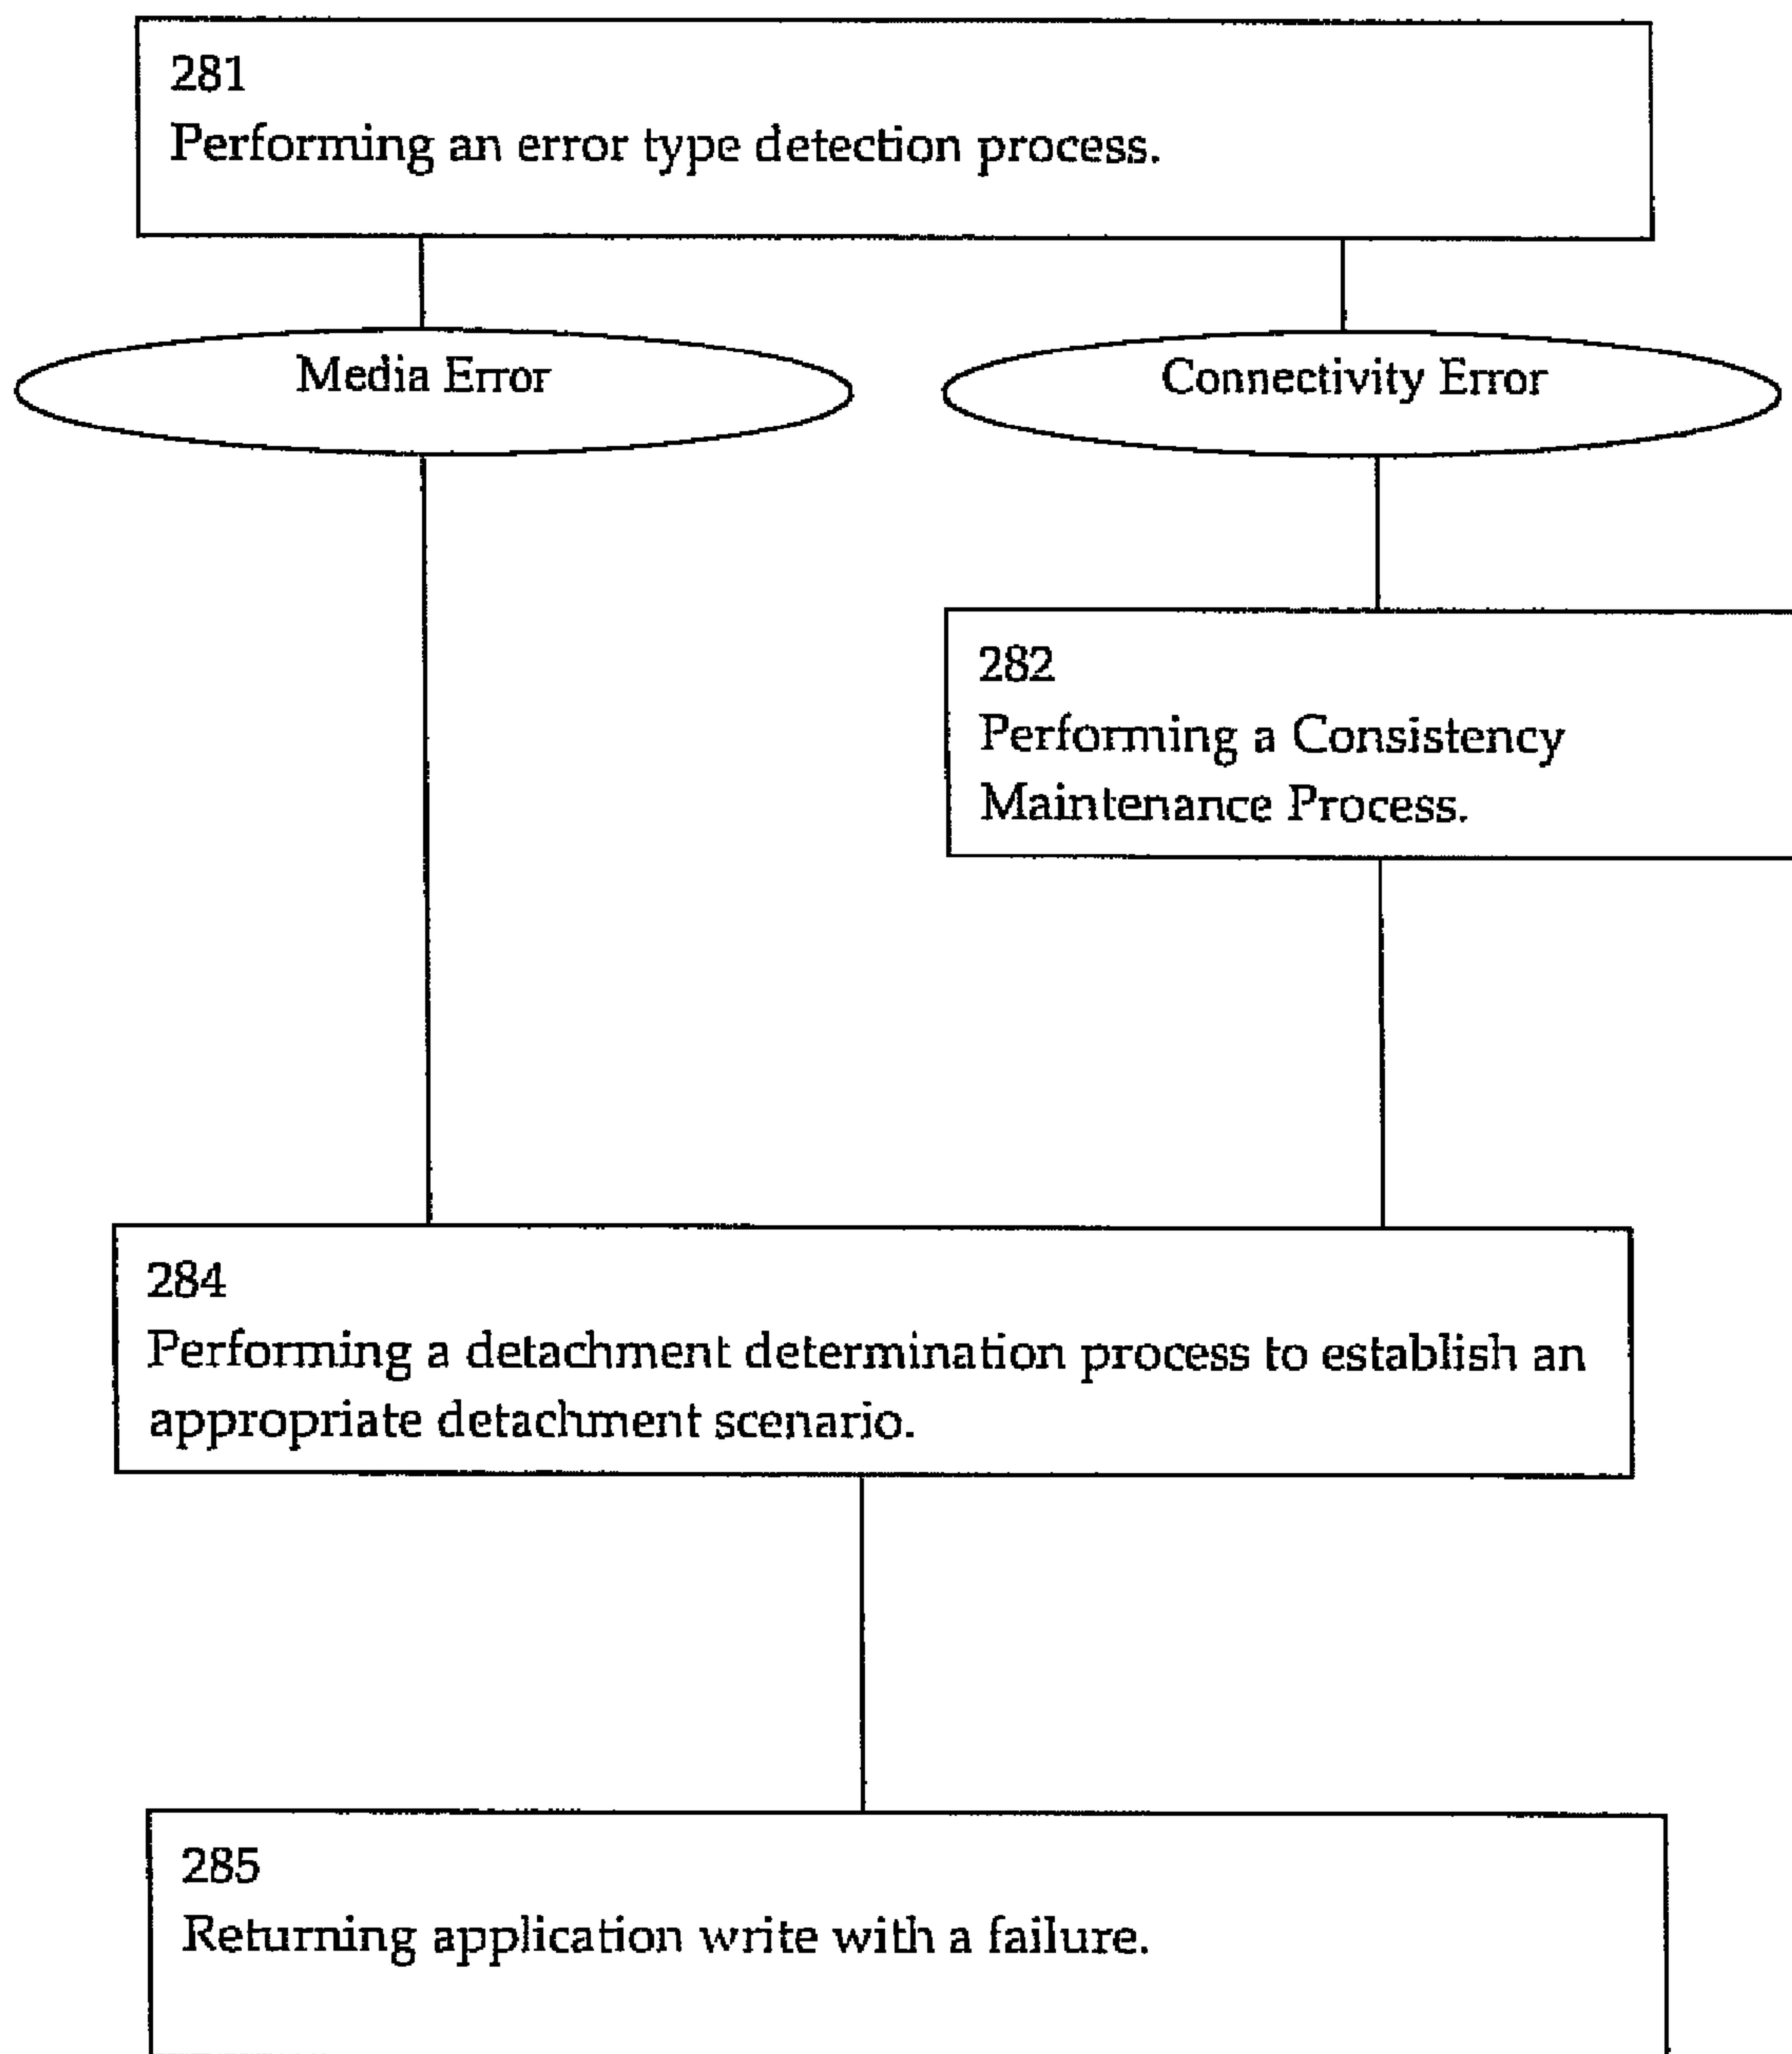 281
Performing an error type detection process.
Media Error
Connectivity Error
282
Performing a Consistency
Maintenance Process.
284
Performing a detachment determination process to establish an
appropriate detachment scenario.
285
Returning application write with a failure.